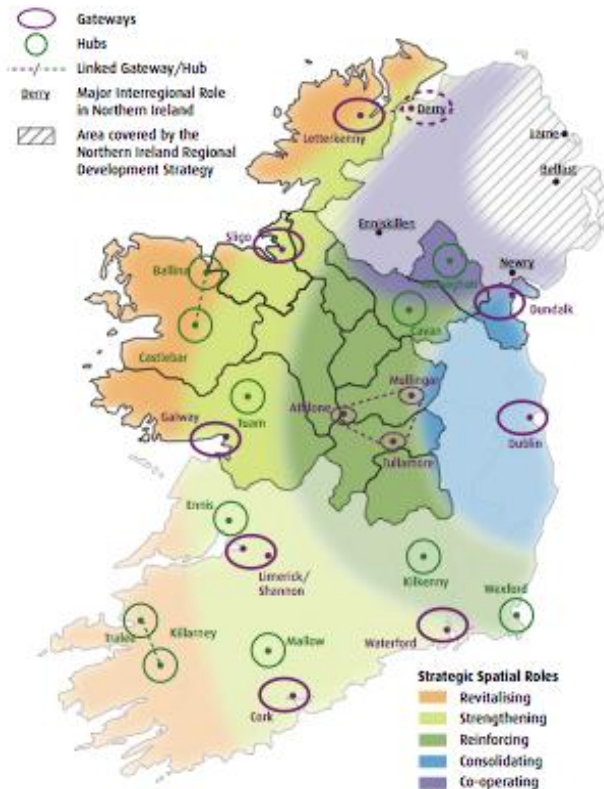 Gateways
Hubs
Linked Gateway/Hub
Derry Major Interregional Role
in Northern Ireland
Area covered by the
Northern Ireland Regional
Development Strategy
Derry
Letterkenny
Larne
Belfast
Enniskillen
Sligo
Newry
Ballina
Monaghan
Dundalk
Cavan
Castlebar
Mullingar
Athlone
Galway
Tuam
Dublin
Tullamore
Ennis
Limerick/
Shannon
Kilkenny
Wexford
Tralee
Killarney
Mallow
Waterford
Cork
Strategic Spatial Roles
Revitalising
Strengthening
Reinforcing
Consolidating
Co-operating